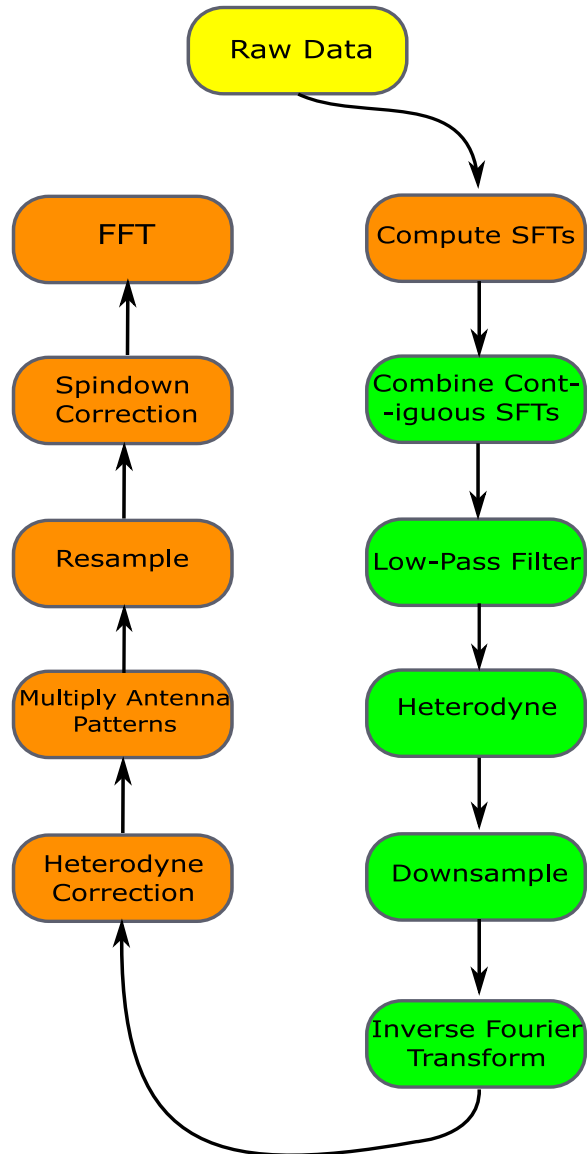 Raw Data
Compute SFTs
Combine Cont-
-iguous SFTs
Low-Pass Filter
Heterodyne
Downsample
Inverse Fourier
Transform
Heterodyne
Correction
Multiply Antenna
Patterns
Resample
Spindown
Correction
FFT